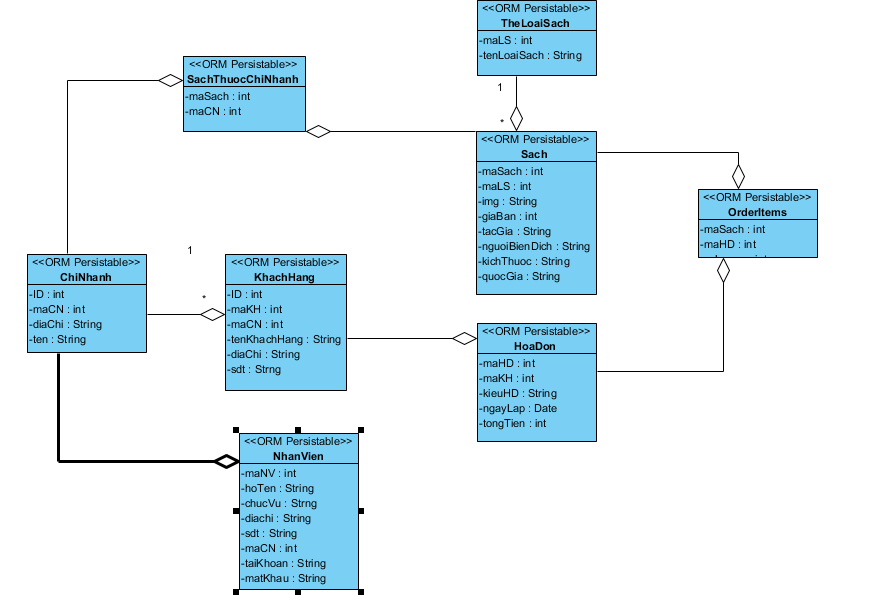 <<ORM Persistable>>
TheLoaiSach
-maLS : int
-tenLoaiSach : String
<<ORM Persistable>>
SachThuocChiNhanh
-maSach : int
-maCN : int
1
*
<<ORM Persistable>>
Sach
-maSach : int
-maLS : int
-img : String
-giaBan : int
-tacGia : String
-nguoiBienDich : String
-kichThuoc : String
-quocGia : String
<<ORM Persistable>>
OrderItems
-maSach : int
-maHD : int
<<ORM Persistable>>
ChiNhanh
-ID : int
-maCN : int
-diaChi : String
-ten : String
1
*
<<ORM Persistable>>
KhachHang
-ID : int
-maKH : int
-maCN : int
-tenKhachHang : String
-diaChi : String
-sdt : Strng
<<ORM Persistable>>
HoaDon
-maHD : int
-maKH : int
-kieuHD : String
-ngayLap : Date
-tongTien : int
<<ORM Persistable>>
NhanVien
-maNV : int
-hoTen : String
-chucVu : Strng
-diachi : String
-sdt : String
-maCN : int
-taiKhoan : String
-matKhau : String